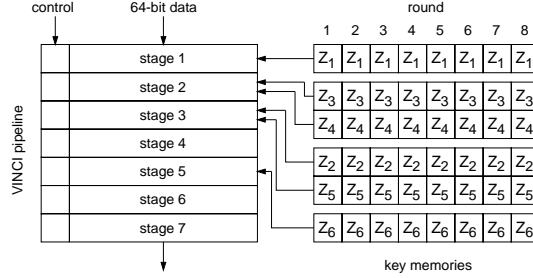 control 64-bit data round
1 2 3 4 5 6 7 8
stage 1 Z1 Z1 Z1 Z1 Z1 Z1 Z1 Z1
stage 2 Z3 Z3 Z3 Z3 Z3 Z3 Z3 Z3
Z4 Z4 Z4 Z4 Z4 Z4 Z4 Z4
stage 3
stage 4 Z2 Z2 Z2 Z2 Z2 Z2 Z2 Z2
stage 5 Z5 Z5 Z5 Z5 Z5 Z5 Z5 Z5
stage 6
stage 7 Z6 Z6 Z6 Z6 Z6 Z6 Z6 Z6
VINCI pipeline
key memories